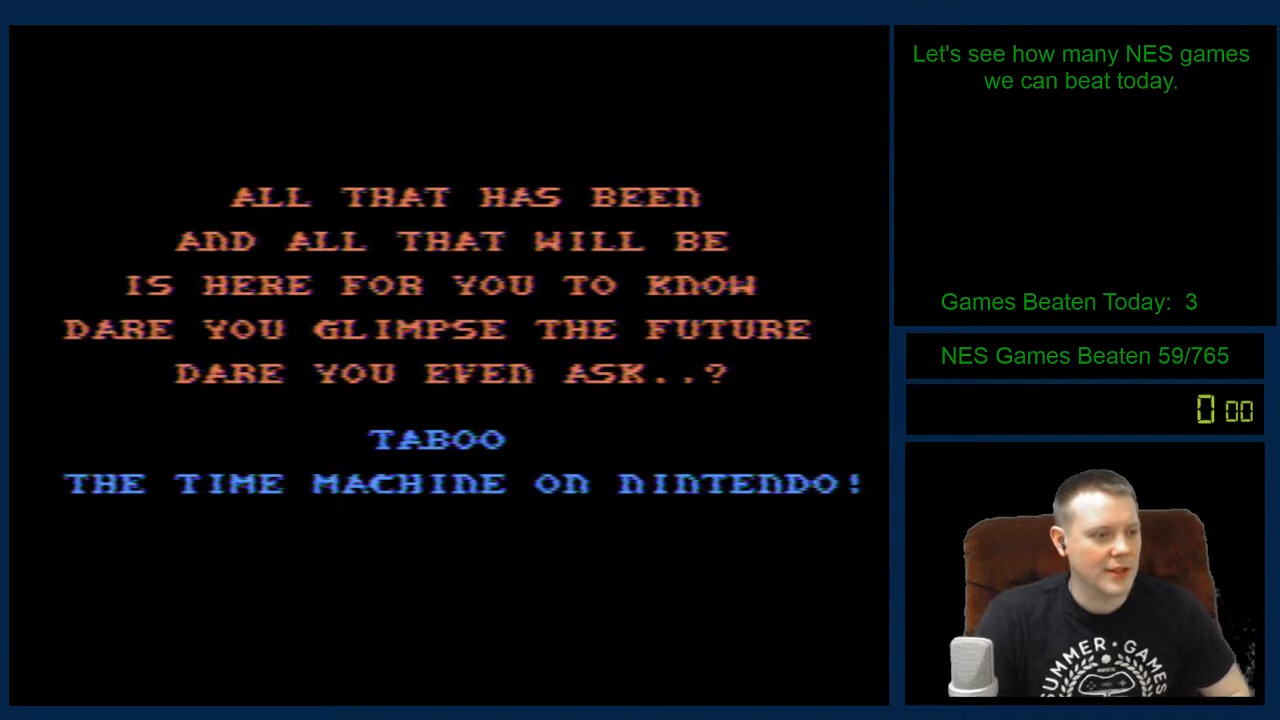 ALL THAT HAS BEEN
AND ALL THAT WILL BE
IS HERE FOR YOU TO KNOW
DARE YOU GLIMPSE THE FUTURE
DARE YOU EVEN ASK..?
TABOO
THE TIME MACHINE ON NINTENDO!
Let's see how many NES games
we can beat today.
Games Beaten Today: 3
NES Games Beaten 59/765
0 00
SUMMER·GAMES